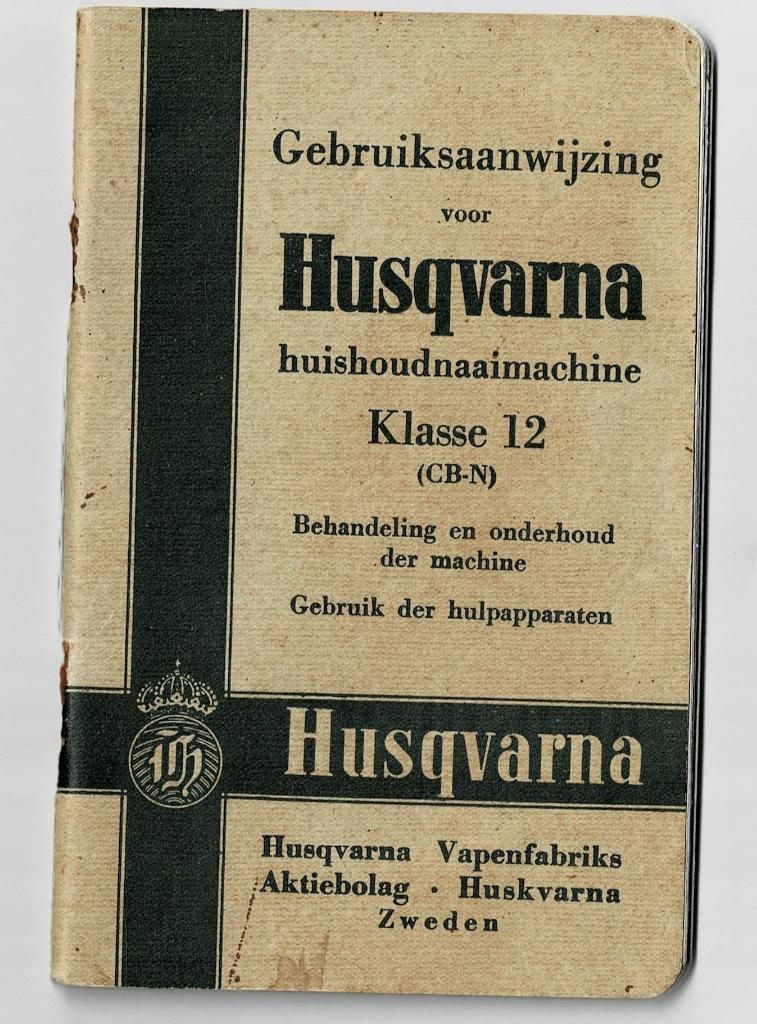 Gebruiksaanwijzing
voor
Husqvarna
huishoudnaaimachine
Klasse 12
(CB-N)
Behandeling en onderhoud
der machine
Gebruik der hulpapparaten
Husqvarna
Husqvarna Vapenfabriks
Aktiebolag · Huskvarna
Zweden